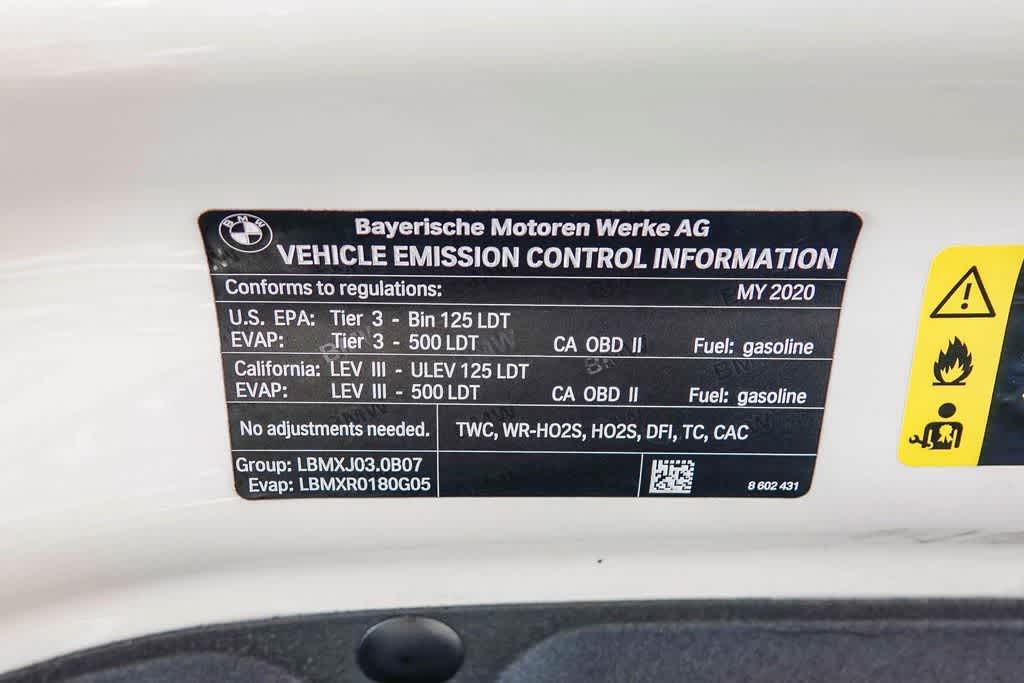 BMW
Bayerische Motoren Werke AG
VEHICLE EMISSION CONTROL INFORMATION
Conforms to regulations: MY 2020
U.S. EPA: Tier 3 - Bin 125 LDT
EVAP: Tier 3 - 500 LDT CA OBD II Fuel: gasoline
California: LEV III - ULEV 125 LDT
EVAP: LEV III - 500 LDT CA OBD II Fuel: gasoline
No adjustments needed. TWC, WR-HO2S, HO2S, DFI, TC, CAC
Group: LBMXJ03.0B07
Evap: LBMXR0180G05
8 602 431